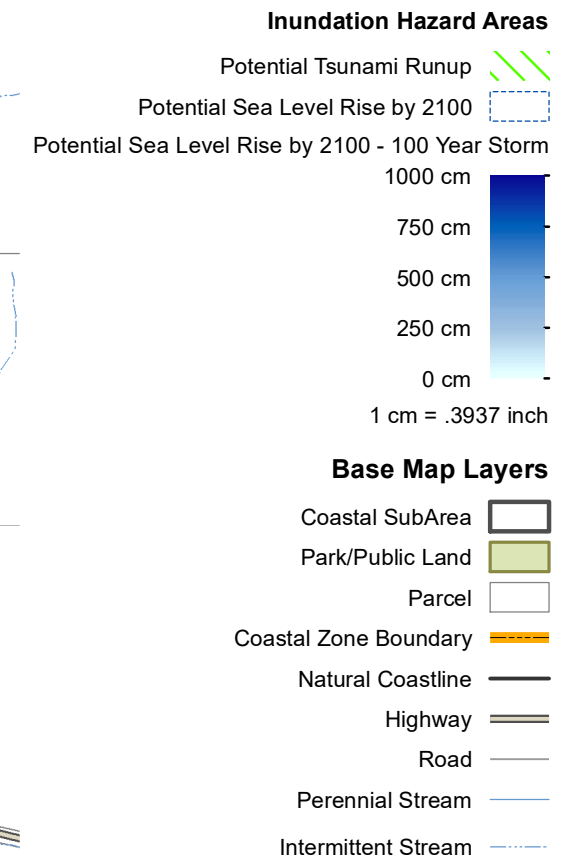 Inundation Hazard Areas
Potential Tsunami Runup
Potential Sea Level Rise by 2100
Potential Sea Level Rise by 2100 - 100 Year Storm
1000 cm
750 cm
500 cm
250 cm
0 cm
1 cm = .3937 inch
Base Map Layers
Coastal SubArea
Park/Public Land
Parcel
Coastal Zone Boundary
Natural Coastline
Highway
Road
Perennial Stream
Intermittent Stream